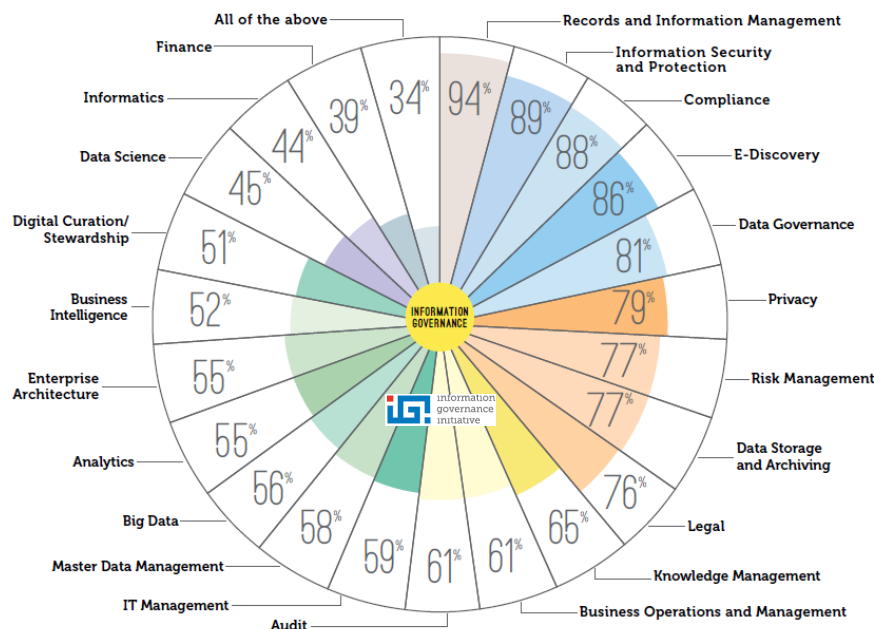 All of the above
Records and Information Management
Finance
Information Security
and Protection
Informatics
Compliance
Data Science
E-Discovery
Digital Curation/
Stewardship
Data Governance
Business
Intelligence
Privacy
Enterprise
Architecture
Risk Management
Analytics
Data Storage
and Archiving
Big Data
Legal
Master Data Management
Knowledge Management
IT Management
Business Operations and Management
Audit
94%
89%
88%
86%
81%
79%
77%
77%
76%
65%
61%
61%
59%
58%
56%
55%
55%
52%
51%
45%
44%
39%
34%
INFORMATION
GOVERNANCE
iG!
information
governance
initiative